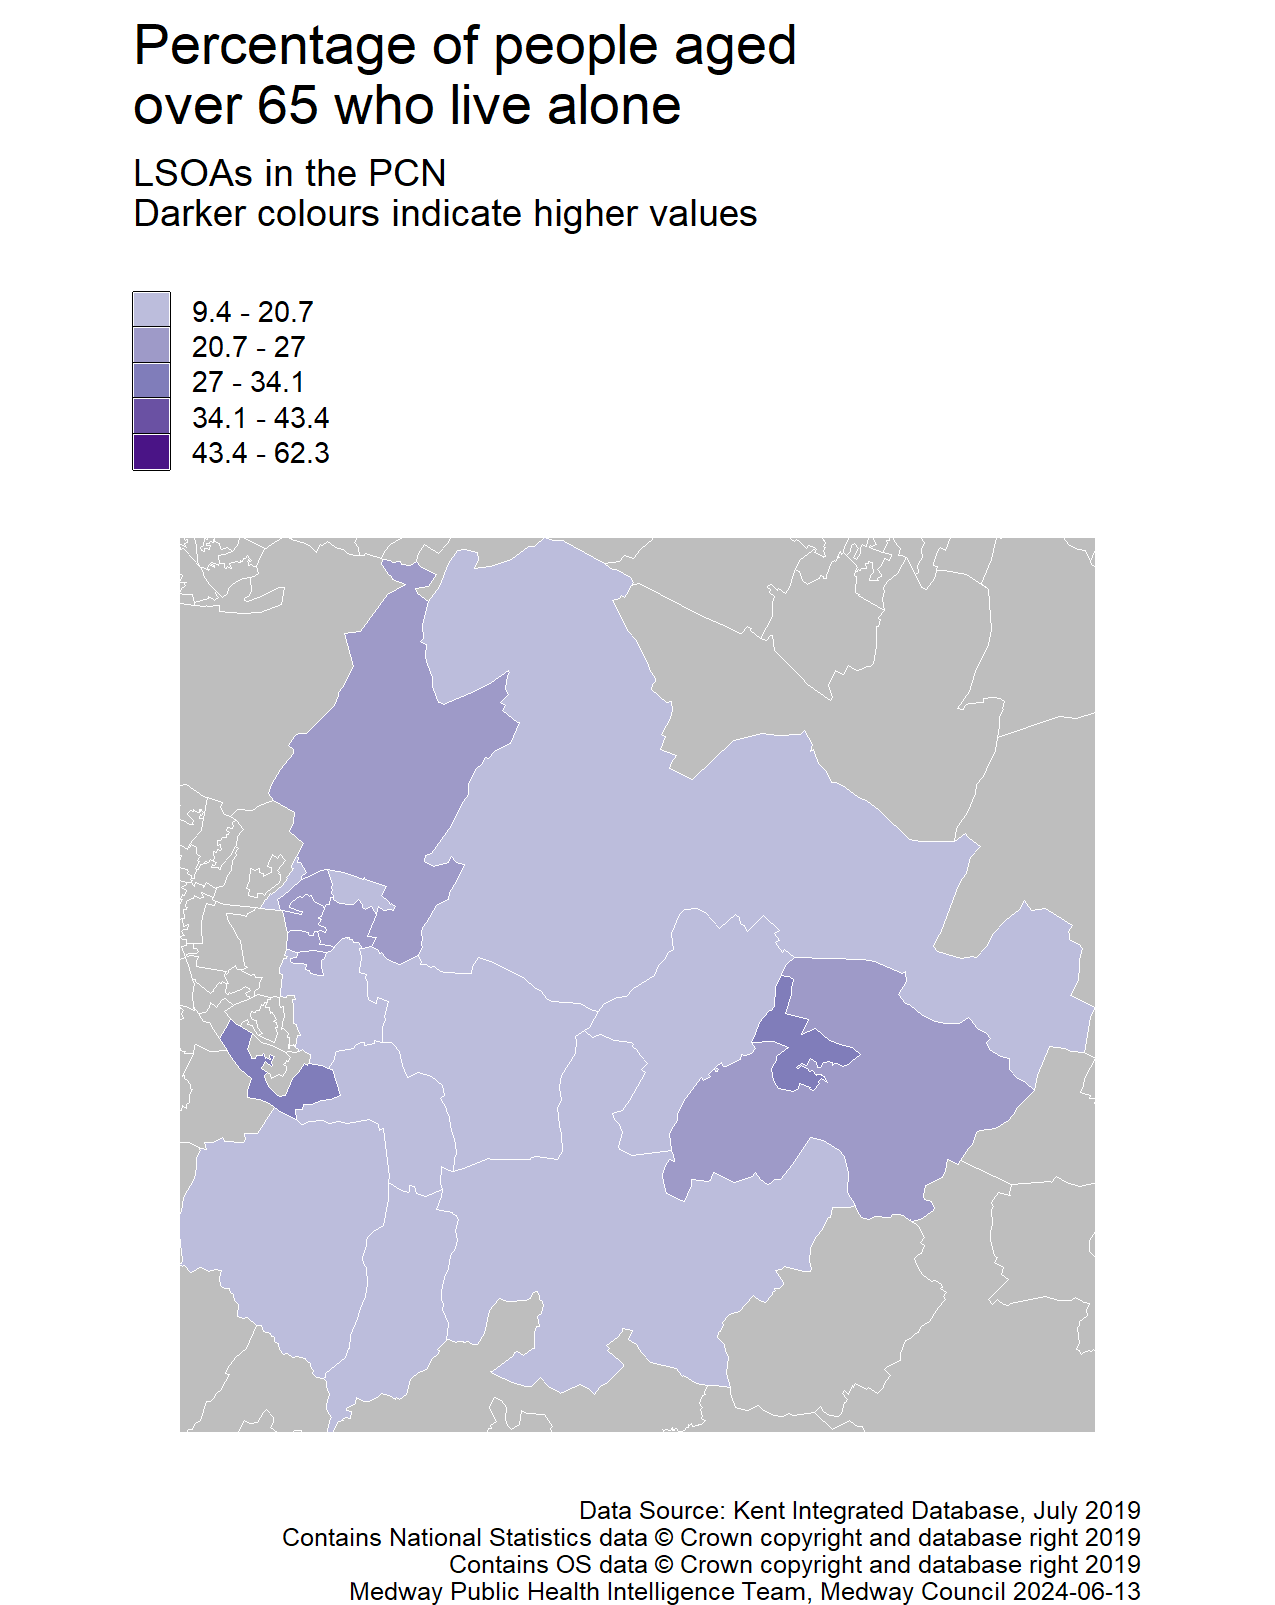 Percentage of people aged
over 65 who live alone
LSOAs in the PCN
Darker colours indicate higher values
9.4 - 20.7
20.7 - 27
27 - 34.1
34.1 - 43.4
43.4 - 62.3
Data Source: Kent Integrated Database, July 2019
Contains National Statistics data © Crown copyright and database right 2019
Contains OS data © Crown copyright and database right 2019
Medway Public Health Intelligence Team, Medway Council 2024-06-13